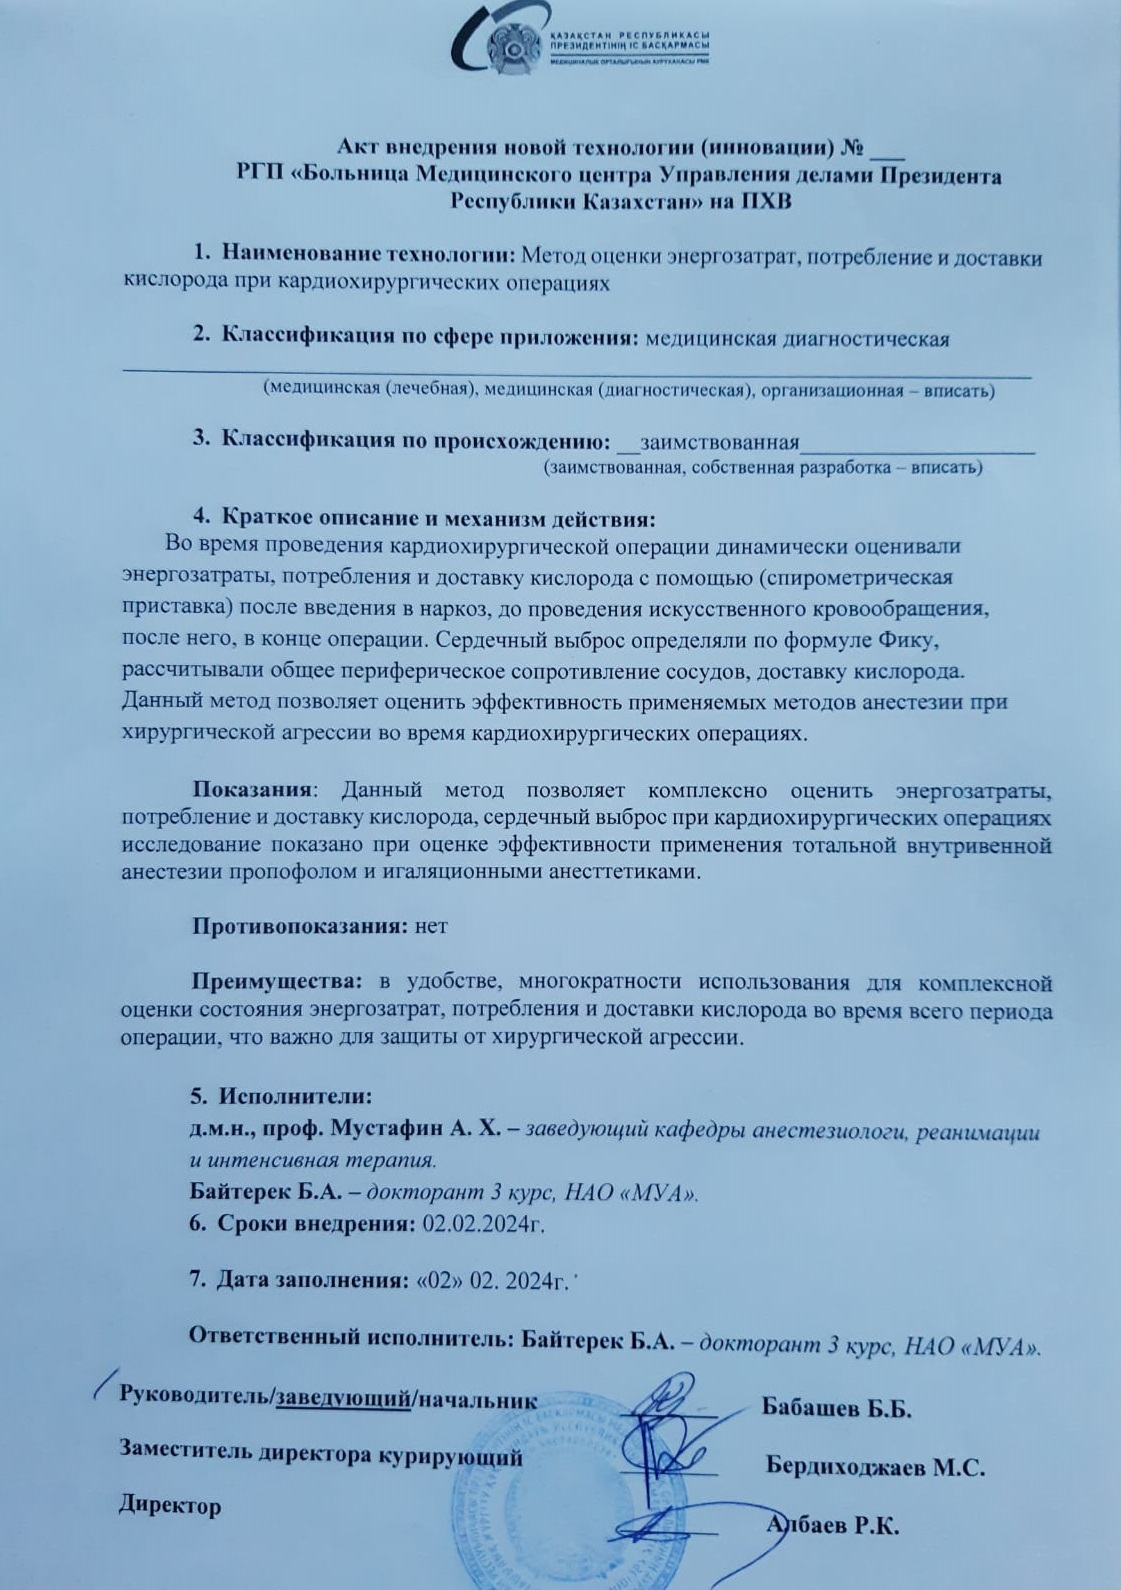 ҚАЗАҚСТАН РЕСПУБЛИКАСЫ
ПРЕЗИДЕНТІНІҢ ІС БАСҚАРМАСЫ
МЕДИЦИНАЛЫҚ ОРТАЛЫҒЫНЫҢ АУРУХАНАСЫ РМК
Акт внедрения новой технологии (инновации) № ___
РГП «Больница Медицинского центра Управления делами Президента
Республики Казахстан» на ПХВ
1. Наименование технологии: Метод оценки энергозатрат, потребление и доставки
кислорода при кардиохирургических операциях
2. Классификация по сфере приложения: медицинская диагностическая
(медицинская (лечебная), медицинская (диагностическая), организационная – вписать)
3. Классификация по происхождению: __заимствованная____________________
(заимствованная, собственная разработка – вписать)
4. Краткое описание и механизм действия:
Во время проведения кардиохирургической операции динамически оценивали
энергозатраты, потребления и доставку кислорода с помощью (спирометрическая
приставка) после введения в наркоз, до проведения искусственного кровообращения,
после него, в конце операции. Сердечный выброс определяли по формуле Фику,
рассчитывали общее периферическое сопротивление сосудов, доставку кислорода.
Данный метод позволяет оценить эффективность применяемых методов анестезии при
хирургической агрессии во время кардиохирургических операциях.
Показания: Данный метод позволяет комплексно оценить энергозатраты,
потребление и доставку кислорода, сердечный выброс при кардиохирургических операциях
исследование показано при оценке эффективности применения тотальной внутривенной
анестезии пропофолом и игаляционными анесттетиками.
Противопоказания: нет
Преимущества: в удобстве, многократности использования для комплексной
оценки состояния энергозатрат, потребления и доставки кислорода во время всего периода
операции, что важно для защиты от хирургической агрессии.
5. Исполнители:
д.м.н., проф. Мустафин А. Х. – заведующий кафедры анестезиологи, реанимации
и интенсивная терапия.
Байтерек Б.А. – докторант 3 курс, НАО «МУА».
6. Сроки внедрения: 02.02.2024г.
7. Дата заполнения: «02» 02. 2024г.
Ответственный исполнитель: Байтерек Б.А. – докторант 3 курс, НАО «МУА».
Руководитель/заведующий/начальник ________ Бабашев Б.Б.
Заместитель директора курирующий ________ Бердиходжаев М.С.
Директор ________ Албаев Р.К.